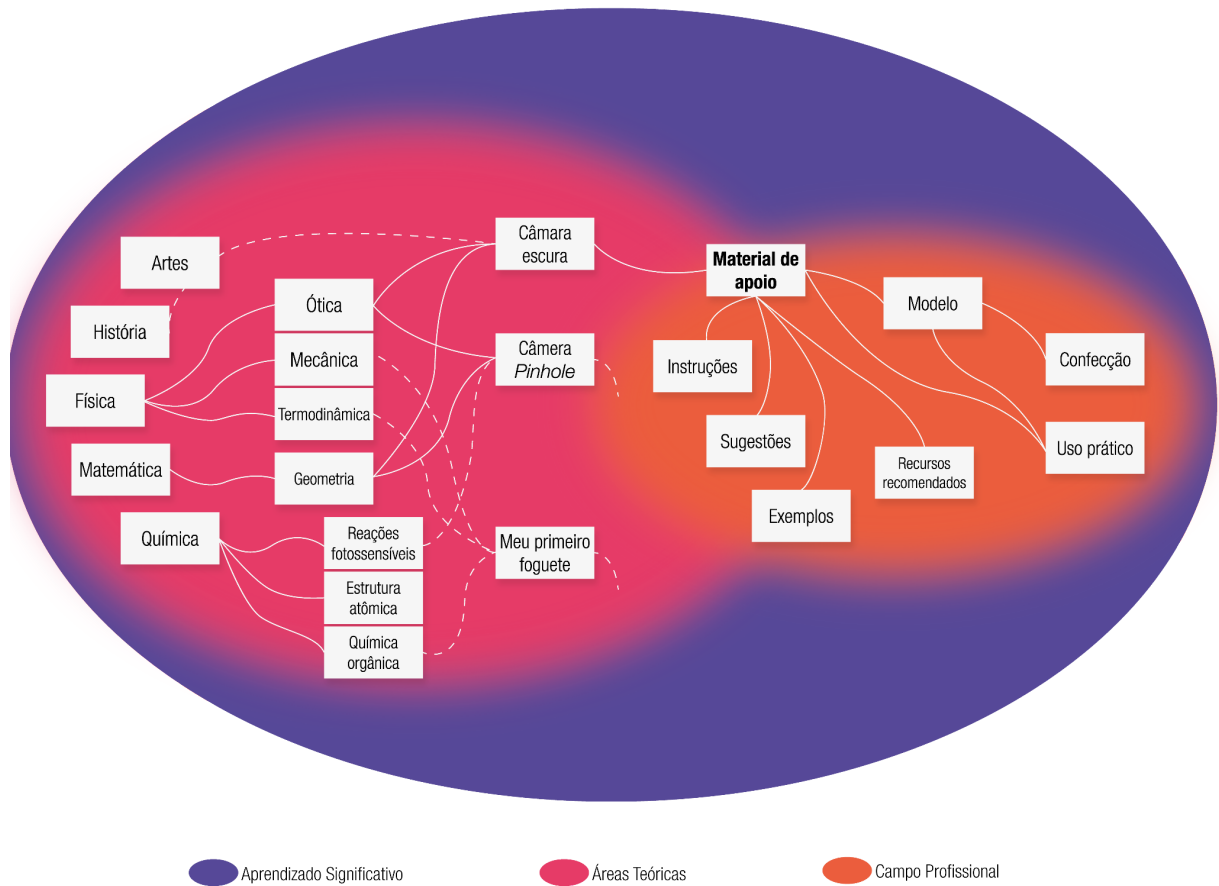 Artes
História
Física
Matemática
Química
Ótica
Mecânica
Termodinâmica
Geometria
Reações
fotossensíveis
Estrutura
atômica
Química
orgânica
Câmara
escura
Câmera
Pinhole
Meu primeiro
foguete
Material de
apoio
Instruções
Sugestões
Exemplos
Recursos
recomendados
Modelo
Confecção
Uso prático
Aprendizado Significativo
Áreas Teóricas
Campo Profissional